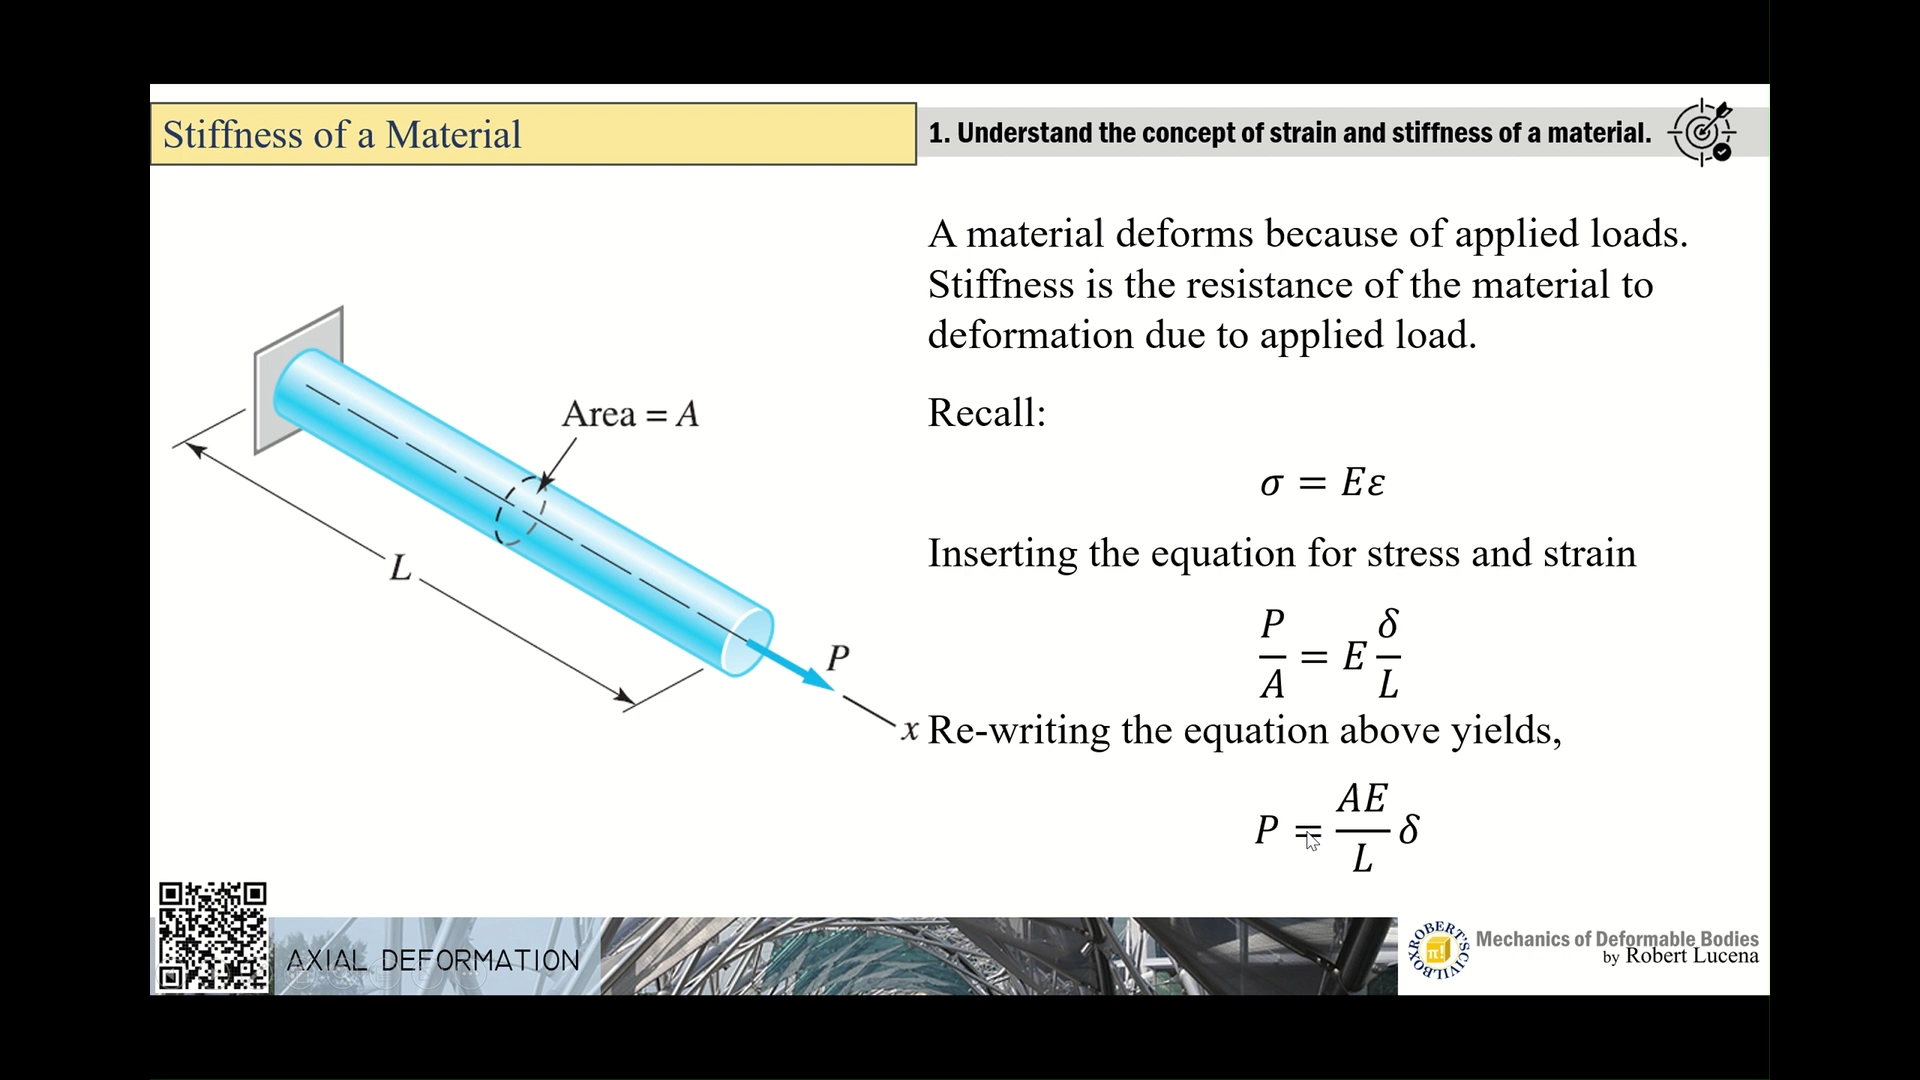 Stiffness of a Material
1. Understand the concept of strain and stiffness of a material.
A material deforms because of applied loads.
Stiffness is the resistance of the material to
deformation due to applied load.
Recall:
σ = Eε
Inserting the equation for stress and strain
P/A = E δ/L
Re-writing the equation above yields,
P = AE/L δ
Area = A
L
P
x
AXIAL DEFORMATION
ROBERT'S CIVILBOX
π!
Mechanics of Deformable Bodies
by Robert Lucena